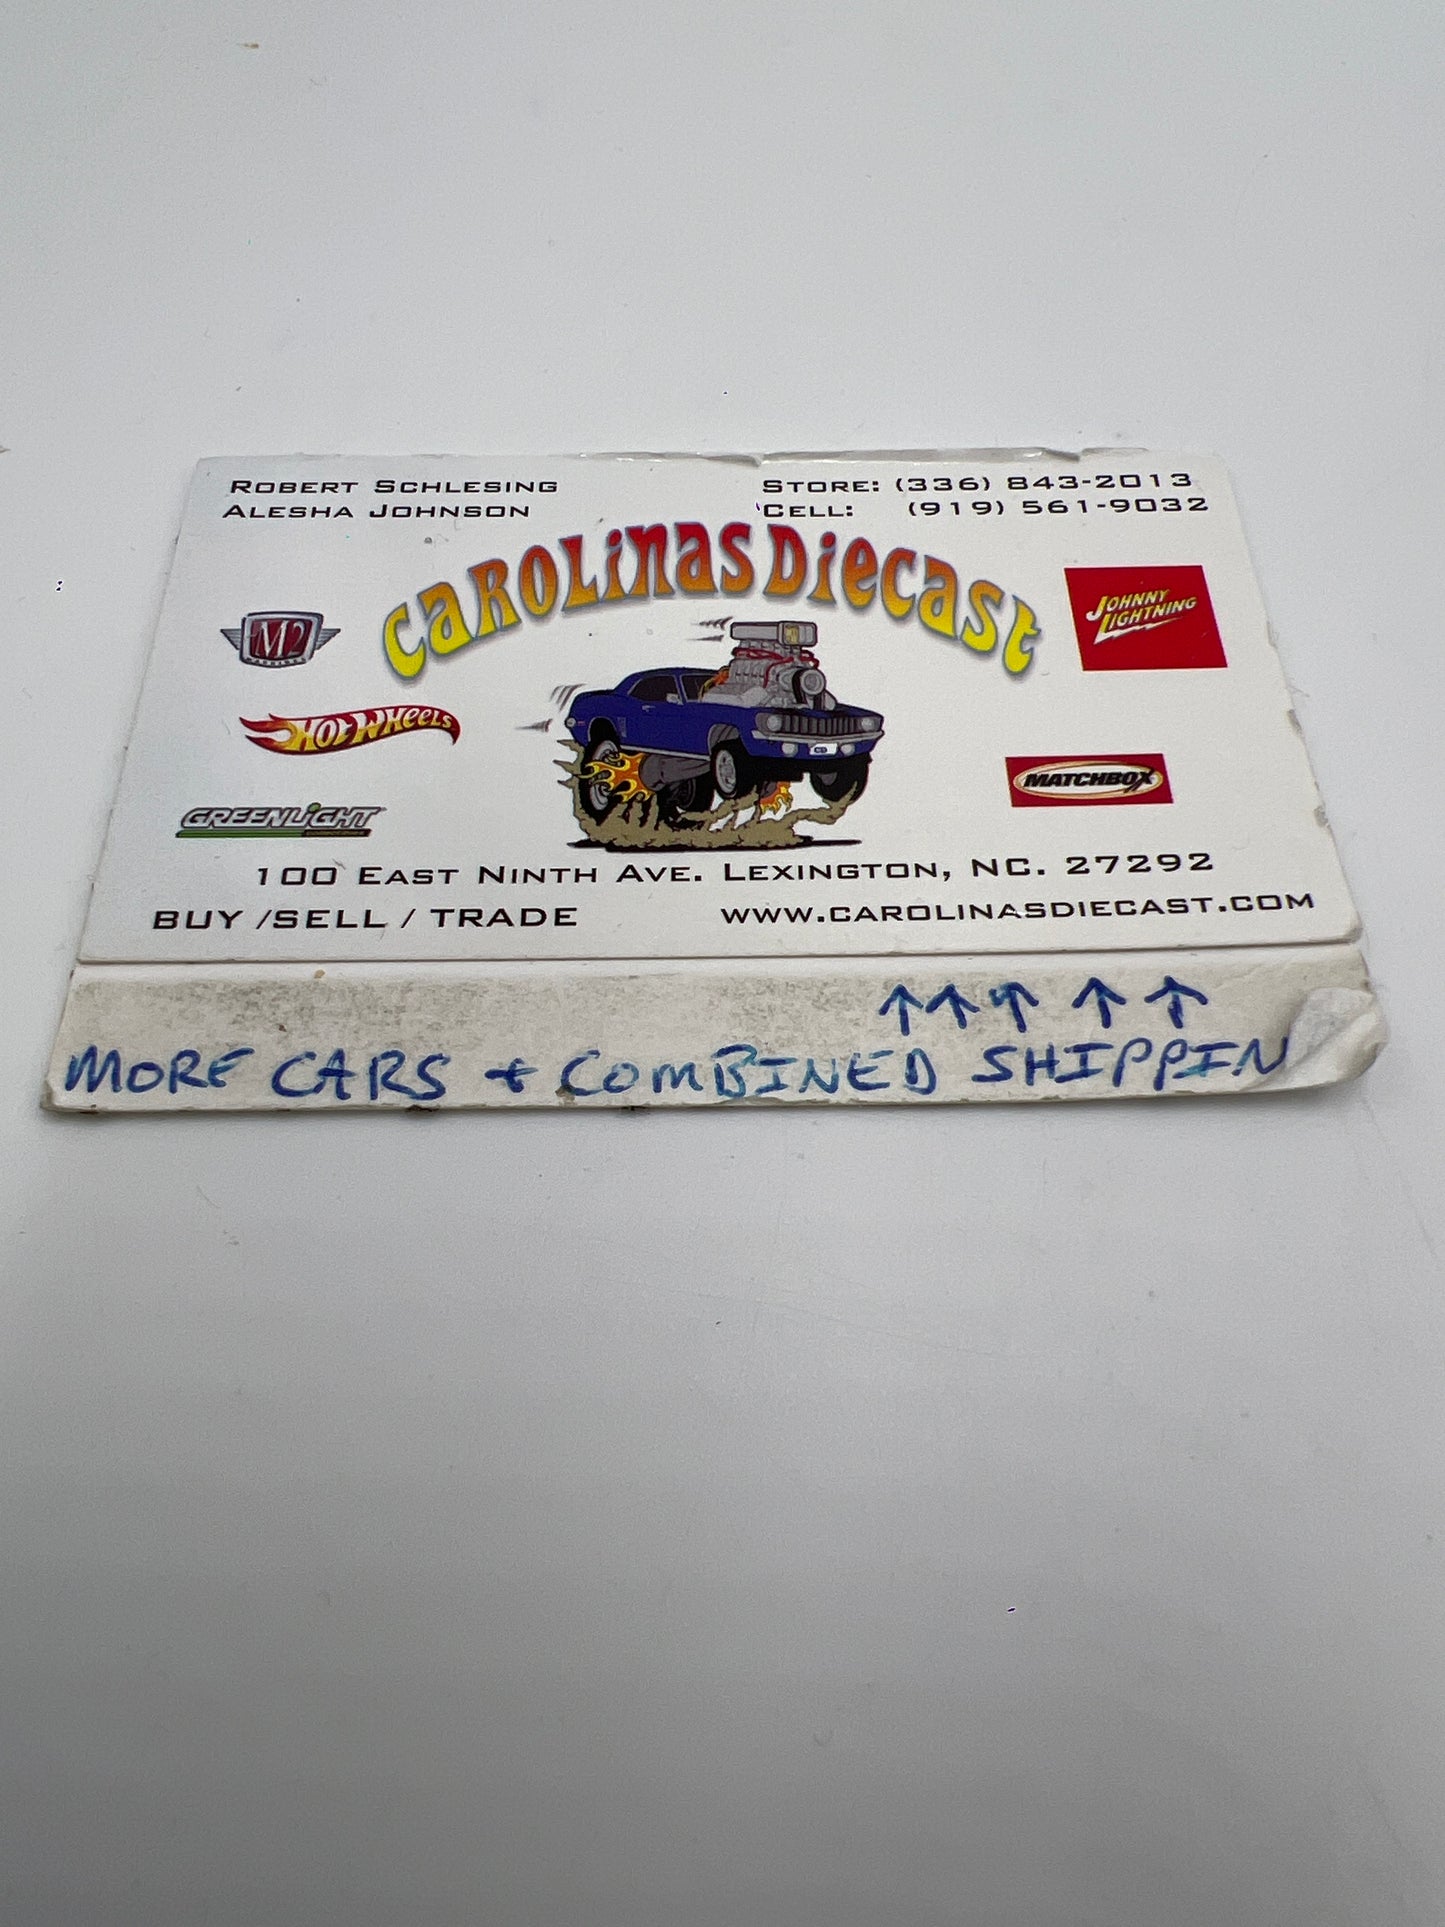 ROBERT SCHLESING
ALESHA JOHNSON
STORE: (336) 843-2013
CELL: (919) 561-9032
CAROLINAS DIECAST
M2
JOHNNY
LIGHTNING
HOT WHEELS
MATCHBOX
GREENLIGHT
100 EAST NINTH AVE. LEXINGTON, NC. 27292
BUY /SELL / TRADE
WWW.CAROLINASDIECAST.COM
↑ ↑ ↑ ↑ ↑
MORE CARS + COMBINED SHIPPIN